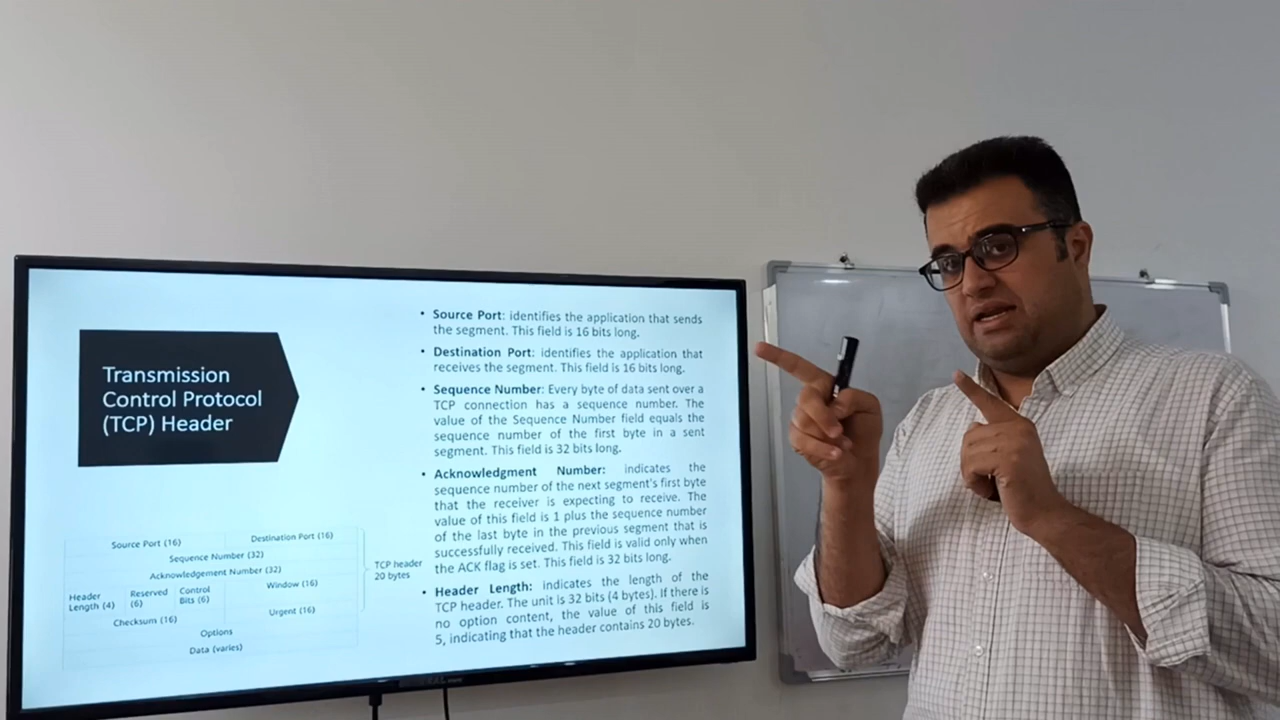 Transmission
Control Protocol
(TCP) Header
• Source Port: identifies the application that sends
the segment. This field is 16 bits long.
• Destination Port: identifies the application that
receives the segment. This field is 16 bits long.
• Sequence Number: Every byte of data sent over a
TCP connection has a sequence number. The
value of the Sequence Number field equals the
sequence number of the first byte in a sent
segment. This field is 32 bits long.
• Acknowledgment Number: indicates the
sequence number of the next segment's first byte
that the receiver is expecting to receive. The
value of this field is 1 plus the sequence number
of the last byte in the previous segment that is
successfully received. This field is valid only when
the ACK flag is set. This field is 32 bits long.
• Header Length: indicates the length of the
TCP header. The unit is 32 bits (4 bytes). If there is
no option content, the value of this field is
5, indicating that the header contains 20 bytes.
Source Port (16)
Destination Port (16)
Sequence Number (32)
Acknowledgement Number (32)
Header
Length (4)
Reserved
(6)
Control
Bits (6)
Window (16)
Checksum (16)
Urgent (16)
Options
Data (varies)
TCP header
20 bytes